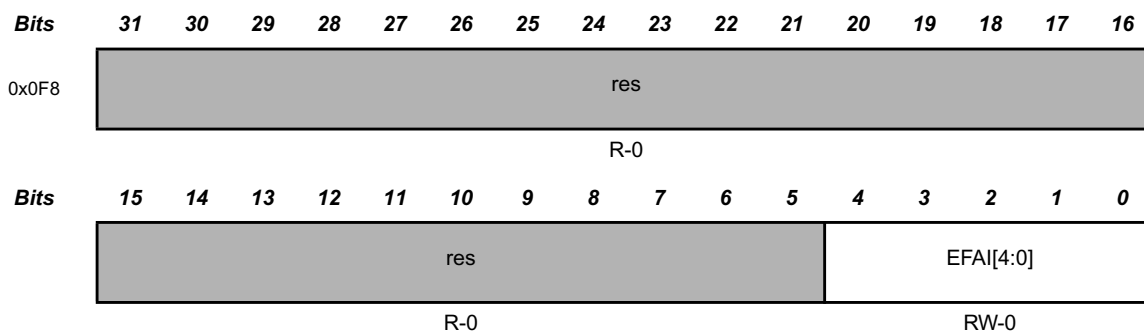 Bits 31 30 29 28 27 26 25 24 23 22 21 20 19 18 17 16
0x0F8 res
R-0
Bits 15 14 13 12 11 10 9 8 7 6 5 4 3 2 1 0
res EFAI[4:0]
R-0 RW-0